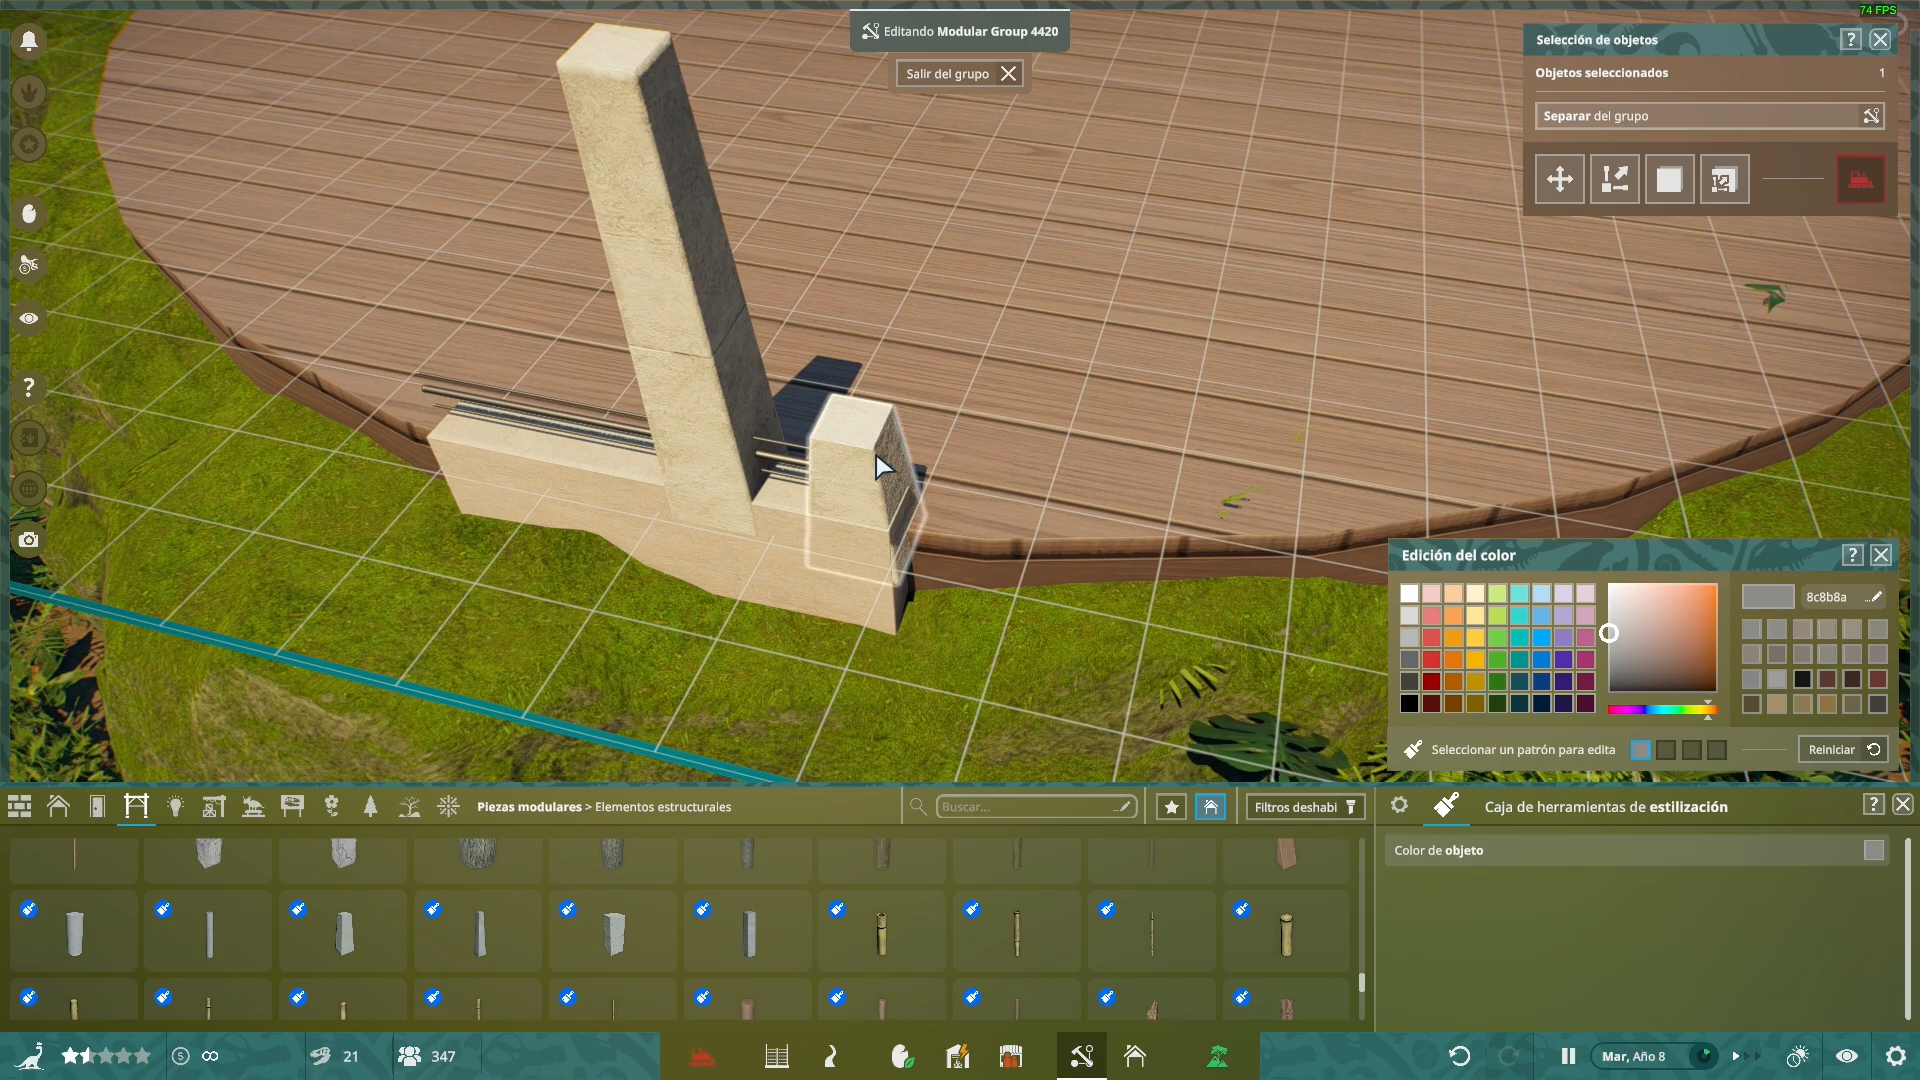 74 FPS
Editando Modular Group 4420
Salir del grupo
Selección de objetos
?
Objetos seleccionados 1
Separar del grupo
?
Edición del color
?
8c8b8a ...
Seleccionar un patrón para edita
Reiniciar
Piezas modulares > Elementos estructurales
Buscar...
Filtros deshabi
Caja de herramientas de estilización
?
Color de objeto
21
347
Mar, Año 8